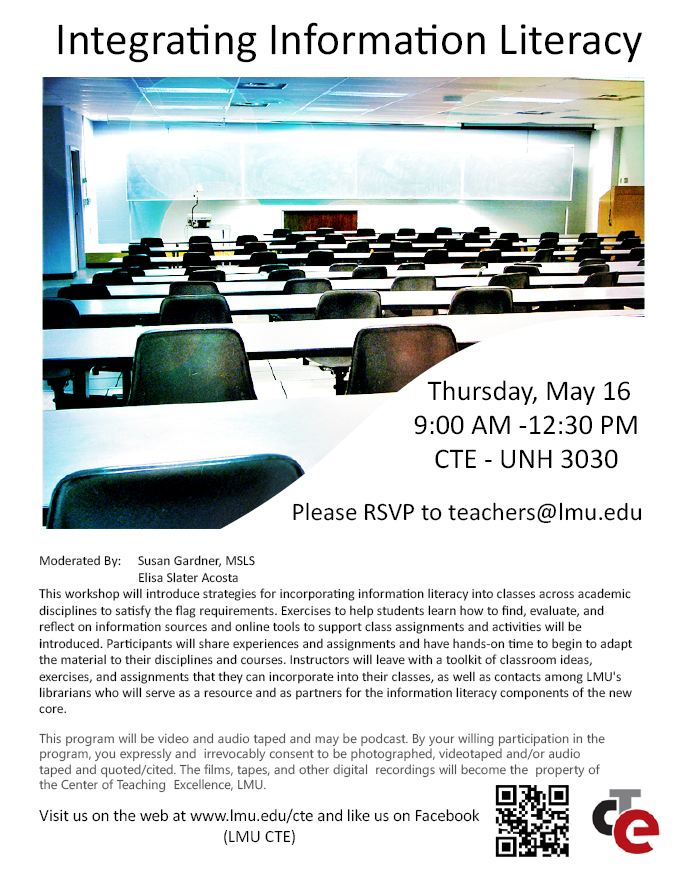 Integrating Information Literacy
Thursday, May 16
9:00 AM -12:30 PM
CTE - UNH 3030
Please RSVP to teachers@lmu.edu
Moderated By: Susan Gardner, MSLS
Elisa Slater Acosta
This workshop will introduce strategies for incorporating information literacy into classes across academic
disciplines to satisfy the flag requirements. Exercises to help students learn how to find, evaluate, and
reflect on information sources and online tools to support class assignments and activities will be
introduced. Participants will share experiences and assignments and have hands-on time to begin to adapt
the material to their disciplines and courses. Instructors will leave with a toolkit of classroom ideas,
exercises, and assignments that they can incorporate into their classes, as well as contacts among LMU's
librarians who will serve as a resource and as partners for the information literacy components of the new
core.
This program will be video and audio taped and may be podcast. By your willing participation in the
program, you expressly and irrevocably consent to be photographed, videotaped and/or audio
taped and quoted/cited. The films, tapes, and other digital recordings will become the property of
the Center of Teaching Excellence, LMU.
Visit us on the web at www.lmu.edu/cte and like us on Facebook
(LMU CTE)
cTe